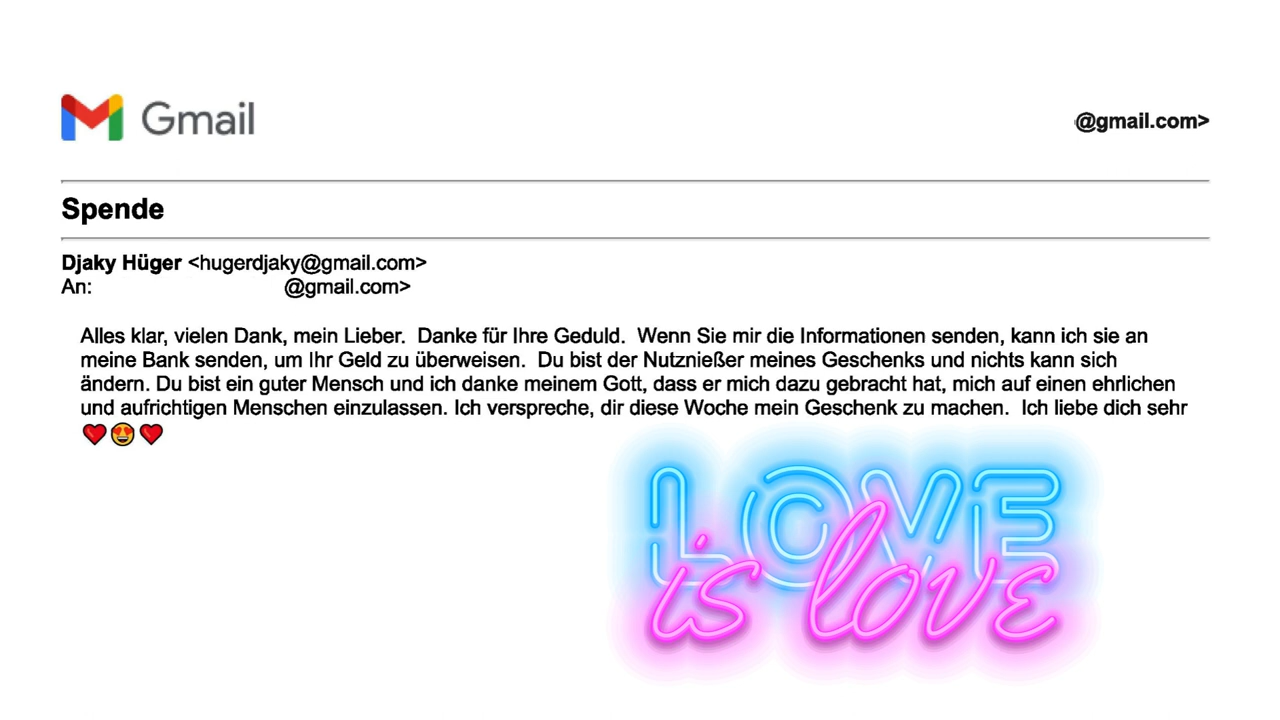 Gmail
@gmail.com>
Spende
Djaky Hüger <hugerdjaky@gmail.com>
An: @gmail.com>
Alles klar, vielen Dank, mein Lieber. Danke für Ihre Geduld. Wenn Sie mir die Informationen senden, kann ich sie an
meine Bank senden, um Ihr Geld zu überweisen. Du bist der Nutznießer meines Geschenks und nichts kann sich
ändern. Du bist ein guter Mensch und ich danke meinem Gott, dass er mich dazu gebracht hat, mich auf einen ehrlichen
und aufrichtigen Menschen einzulassen. Ich verspreche, dir diese Woche mein Geschenk zu machen. Ich liebe dich sehr
❤️😍❤️
LOVE
is love